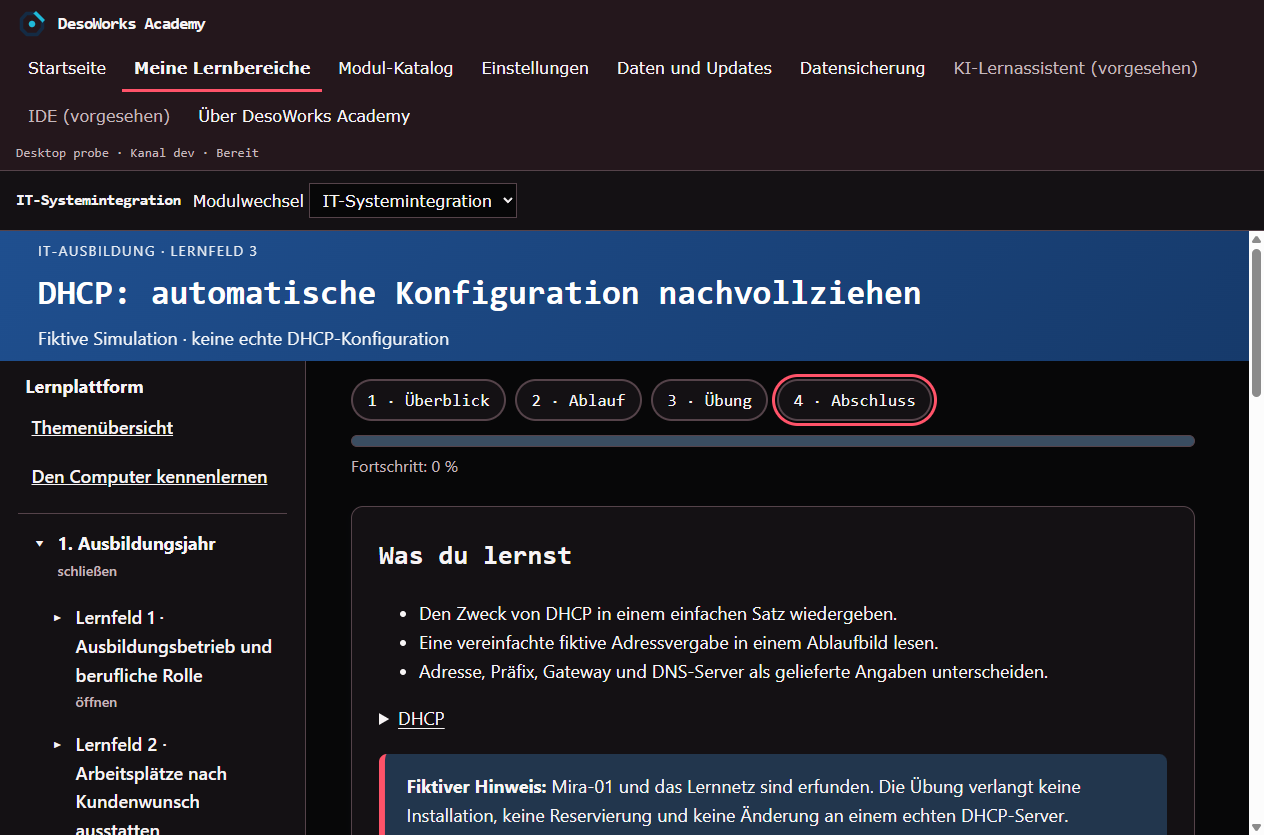 DesoWorks Academy
Startseite
Meine Lernbereiche
Modul-Katalog
Einstellungen
Daten und Updates
Datensicherung
KI-Lernassistent (vorgesehen)
IDE (vorgesehen)
Über DesoWorks Academy
Desktop probe · Kanal dev · Bereit
IT-Systemintegration
Modulwechsel
IT-Systemintegration
IT-AUSBILDUNG · LERNFELD 3
DHCP: automatische Konfiguration nachvollziehen
Fiktive Simulation · keine echte DHCP-Konfiguration
Lernplattform
Themenübersicht
Den Computer kennenlernen
1. Ausbildungsjahr
schließen
Lernfeld 1 ·
Ausbildungsbetrieb und
berufliche Rolle
öffnen
Lernfeld 2 ·
Arbeitsplätze nach
Kundenwunsch
ausstatten
1 · Überblick
2 · Ablauf
3 · Übung
4 · Abschluss
Fortschritt: 0 %
Was du lernst
Den Zweck von DHCP in einem einfachen Satz wiedergeben.
Eine vereinfachte fiktive Adressvergabe in einem Ablaufbild lesen.
Adresse, Präfix, Gateway und DNS-Server als gelieferte Angaben unterscheiden.
DHCP
Fiktiver Hinweis: Mira-01 und das Lernnetz sind erfunden. Die Übung verlangt keine
Installation, keine Reservierung und keine Änderung an einem echten DHCP-Server.